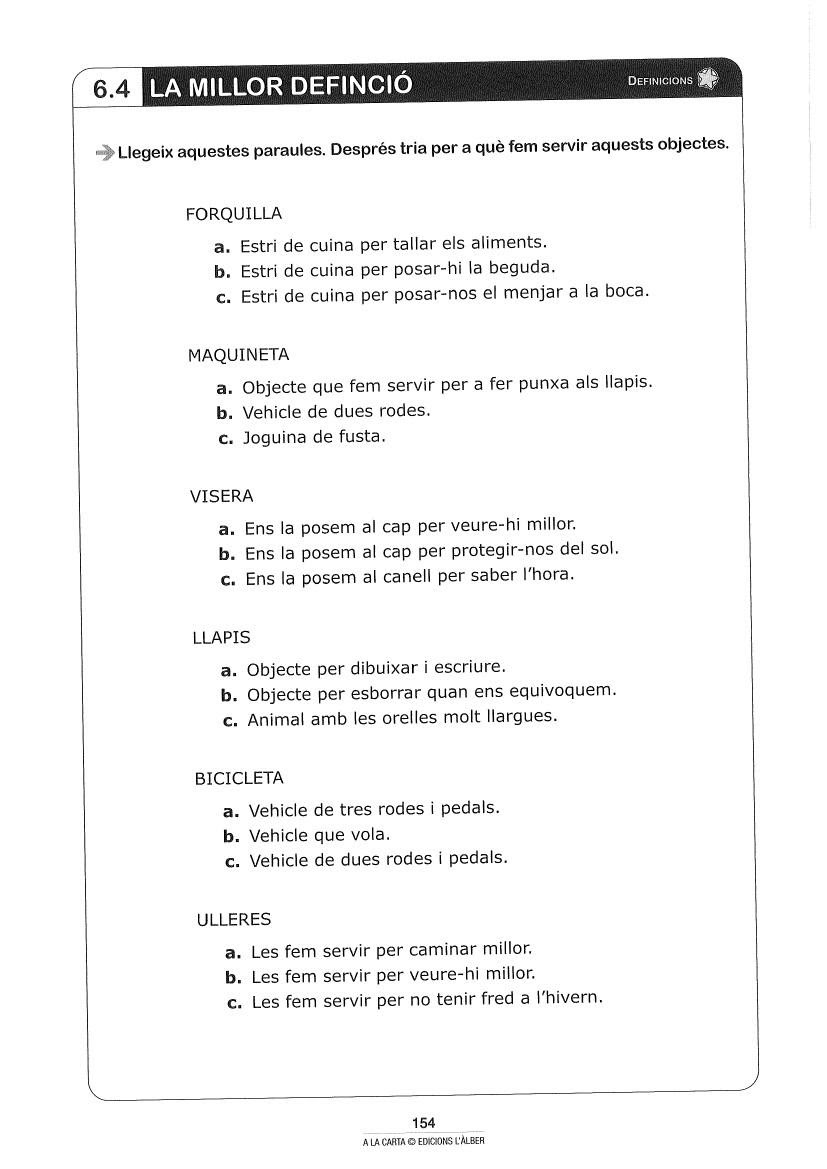 6.4 LA MILLOR DEFINCIÓ DEFINICIONS
Llegeix aquestes paraules. Després tria per a què fem servir aquests objectes.
FORQUILLA
a. Estri de cuina per tallar els aliments.
b. Estri de cuina per posar-hi la beguda.
c. Estri de cuina per posar-nos el menjar a la boca.
MAQUINETA
a. Objecte que fem servir per a fer punxa als llapis.
b. Vehicle de dues rodes.
c. Joguina de fusta.
VISERA
a. Ens la posem al cap per veure-hi millor.
b. Ens la posem al cap per protegir-nos del sol.
c. Ens la posem al canell per saber l'hora.
LLAPIS
a. Objecte per dibuixar i escriure.
b. Objecte per esborrar quan ens equivoquem.
c. Animal amb les orelles molt llargues.
BICICLETA
a. Vehicle de tres rodes i pedals.
b. Vehicle que vola.
c. Vehicle de dues rodes i pedals.
ULLERES
a. Les fem servir per caminar millor.
b. Les fem servir per veure-hi millor.
c. Les fem servir per no tenir fred a l'hivern.
154
A LA CARTA © EDICIONS L'ÀLBER